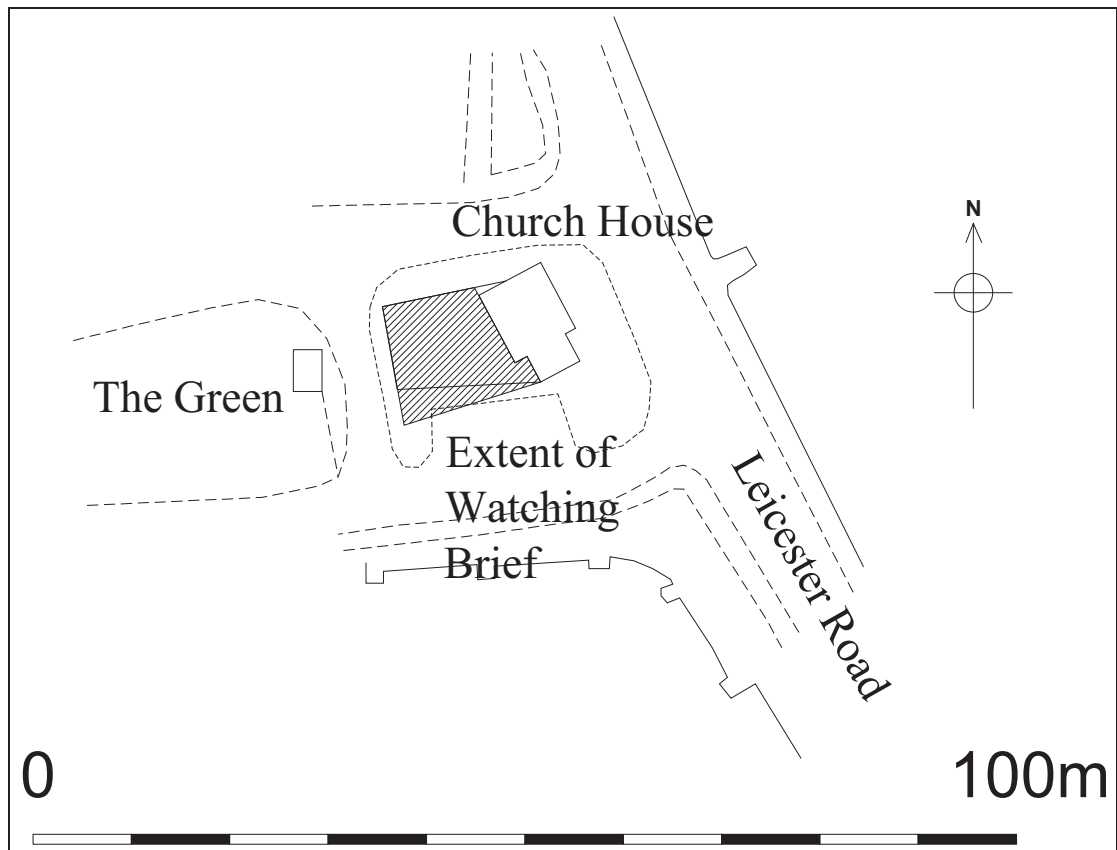 N
Church House
The Green
Extent of
Watching
Brief
Leicester Road
0
100m